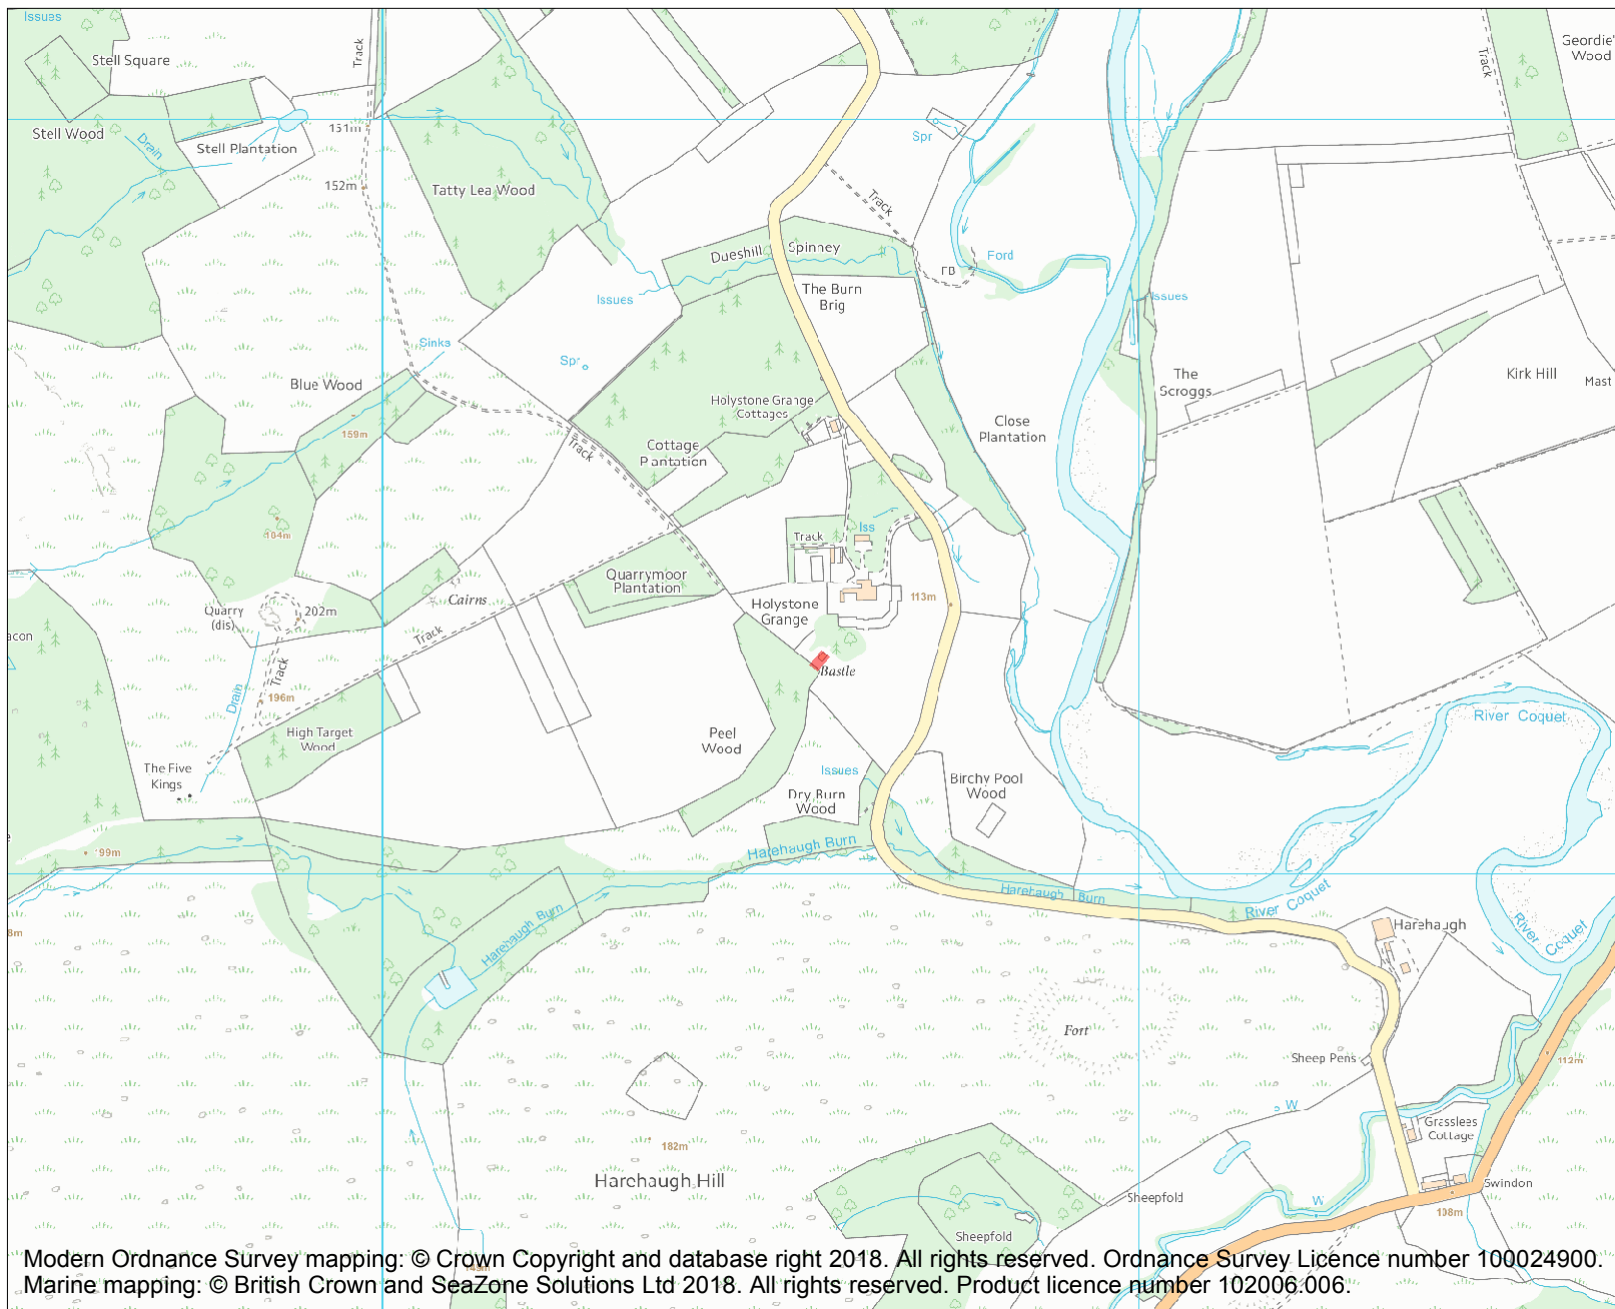 Issues
Stell Square
Track
Track
Geordie's
Wood
Stell Wood
Drain
Stell Plantation
151m
152m
Tatty Lea Wood
Spr
Track
Dueshill Spinney
Ford
FB
The Burn
Brig
Issues
Issues
Sinks
Spr
Blue Wood
159m
Holystone Grange
Cottages
The
Scroggs
Kirk Hill
Mast
Close
Plantation
Cottage
Plantation
Track
Iss
Track
Quarrymoor
Plantation
Cairns
Holystone
Grange
113m
Quarry
(dis)
202m
Track
Track
196m
Drain
Bastle
High Target
Wood
Peel
Wood
The Five
Kings
Issues
Birchy Pool
Wood
Dry Burn
Wood
River Coquet
Harehaugh Burn
199m
Harehaugh Burn
River Coquet
Harehaugh Burn
Harehaugh
River Coquet
Fort
Sheep Pens
112m
W
Grasslees
Cottage
182m
Harehaugh Hill
Sheepfold
W
Swindon
108m
Sheepfold
Modern Ordnance Survey mapping: © Crown Copyright and database right 2018. All rights reserved. Ordnance Survey Licence number 100024900.
Marine mapping: © British Crown and SeaZone Solutions Ltd 2018. All rights reserved. Product licence number 102006.006.